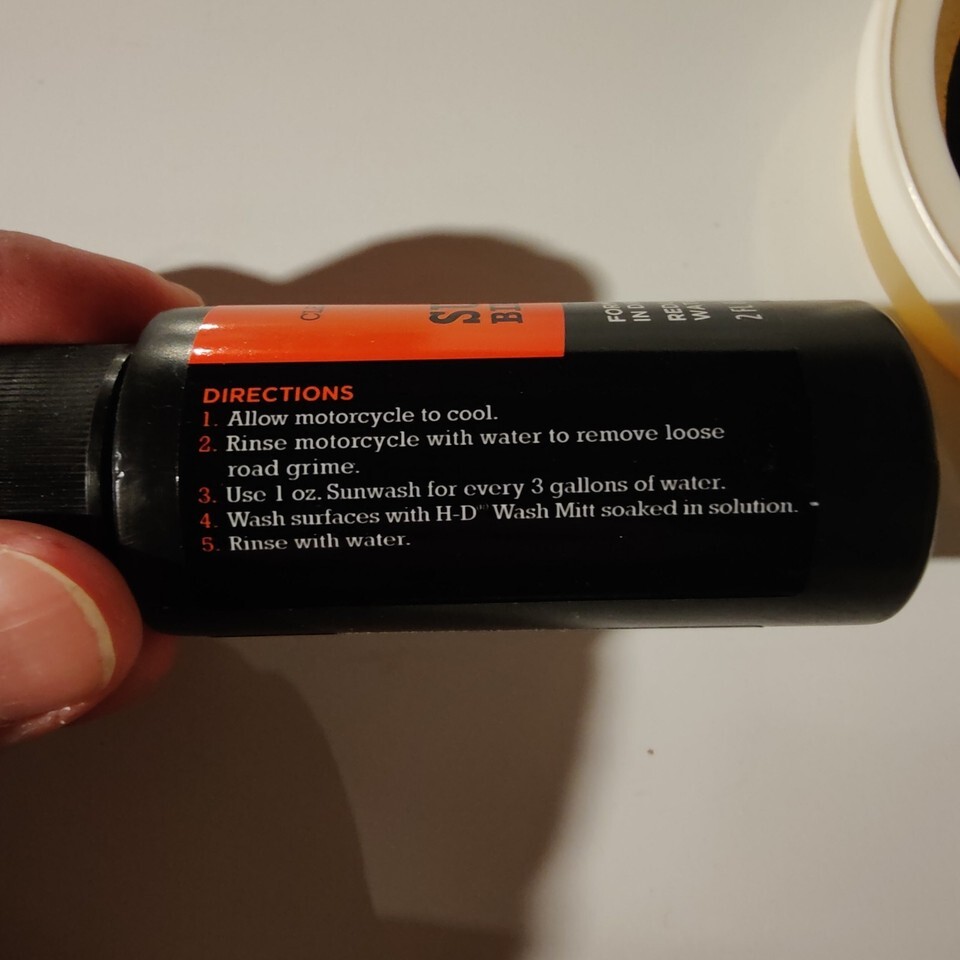 DIRECTIONS
1. Allow motorcycle to cool.
2. Rinse motorcycle with water to remove loose
road grime.
3. Use 1 oz. Sunwash for every 3 gallons of water.
4. Wash surfaces with H-D Wash Mitt soaked in solution.
5. Rinse with water.